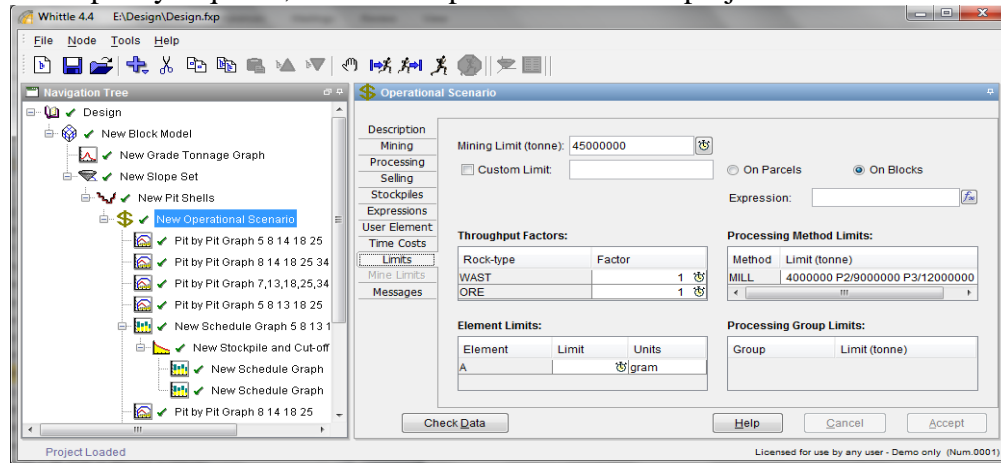 Whittle 4.4 E:\Design\Design.fxp
File Node Tools Help
Navigation Tree
Design
New Block Model
New Grade Tonnage Graph
New Slope Set
New Pit Shells
New Operational Scenario
Pit by Pit Graph 5 8 14 18 25
Pit by Pit Graph 8 14 18 25 34
Pit by Pit Graph 7,13,18,25,34
Pit by Pit Graph 5 8 13 18 25
New Schedule Graph 5 8 13 1
New Stockpile and Cut-off
New Schedule Graph
New Schedule Graph
Pit by Pit Graph 8 14 18 25
Operational Scenario
Description
Mining
Processing
Selling
Stockpiles
Expressions
User Element
Time Costs
Limits
Mine Limits
Messages
Mining Limit (tonne): 45000000
Custom Limit: On Parcels On Blocks
Expression:
Throughput Factors:
Rock-type Factor
WAST 1
ORE 1
Processing Method Limits:
Method Limit (tonne)
MILL 4000000 P2/9000000 P3/12000000
Element Limits:
Element Limit Units
A gram
Processing Group Limits:
Group Limit (tonne)
Check Data Help Cancel Accept
Project Loaded Licensed for use by any user - Demo only (Num.0001)